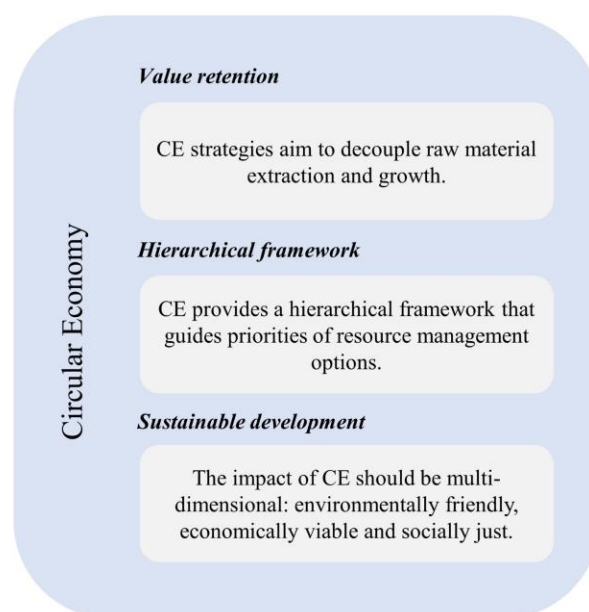 Circular Economy
Value retention
CE strategies aim to decouple raw material
extraction and growth.
Hierarchical framework
CE provides a hierarchical framework that
guides priorities of resource management
options.
Sustainable development
The impact of CE should be multi-
dimensional: environmentally friendly,
economically viable and socially just.